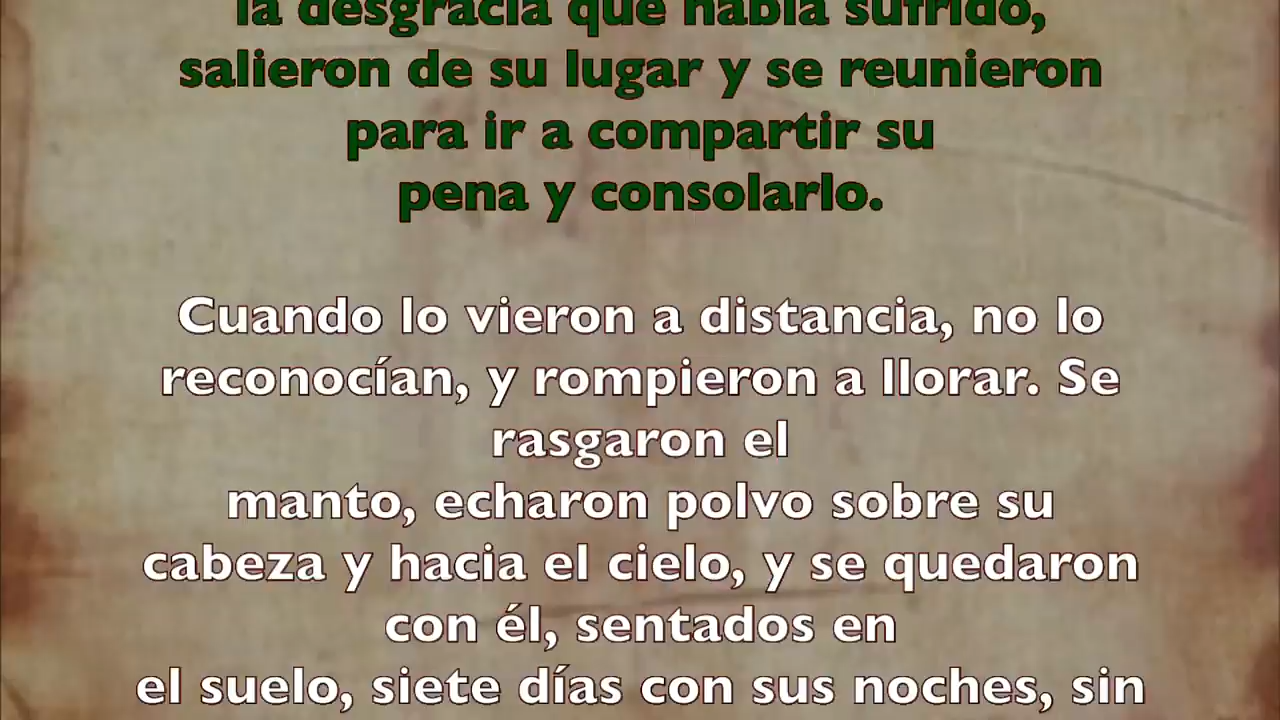 la desgracia que había sufrido,
salieron de su lugar y se reunieron
para ir a compartir su
pena y consolarlo.
Cuando lo vieron a distancia, no lo
reconocían, y rompieron a llorar. Se
rasgaron el
manto, echaron polvo sobre su
cabeza y hacia el cielo, y se quedaron
con él, sentados en
el suelo, siete días con sus noches, sin